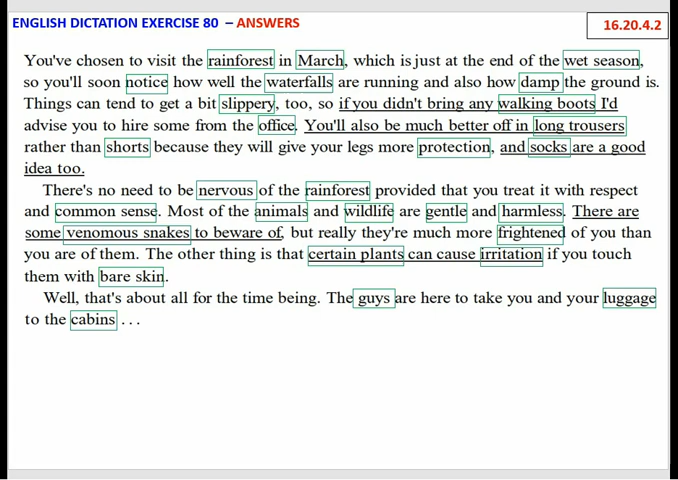 ENGLISH DICTATION EXERCISE 80 – ANSWERS
16.20.4.2
You've chosen to visit the rainforest in March, which is just at the end of the wet season,
so you'll soon notice how well the waterfalls are running and also how damp the ground is.
Things can tend to get a bit slippery, too, so if you didn't bring any walking boots I'd
advise you to hire some from the office. You'll also be much better off in long trousers
rather than shorts because they will give your legs more protection, and socks are a good
idea too.
There's no need to be nervous of the rainforest provided that you treat it with respect
and common sense. Most of the animals and wildlife are gentle and harmless. There are
some venomous snakes to beware of, but really they're much more frightened of you than
you are of them. The other thing is that certain plants can cause irritation if you touch
them with bare skin.
Well, that's about all for the time being. The guys are here to take you and your luggage
to the cabins . . .